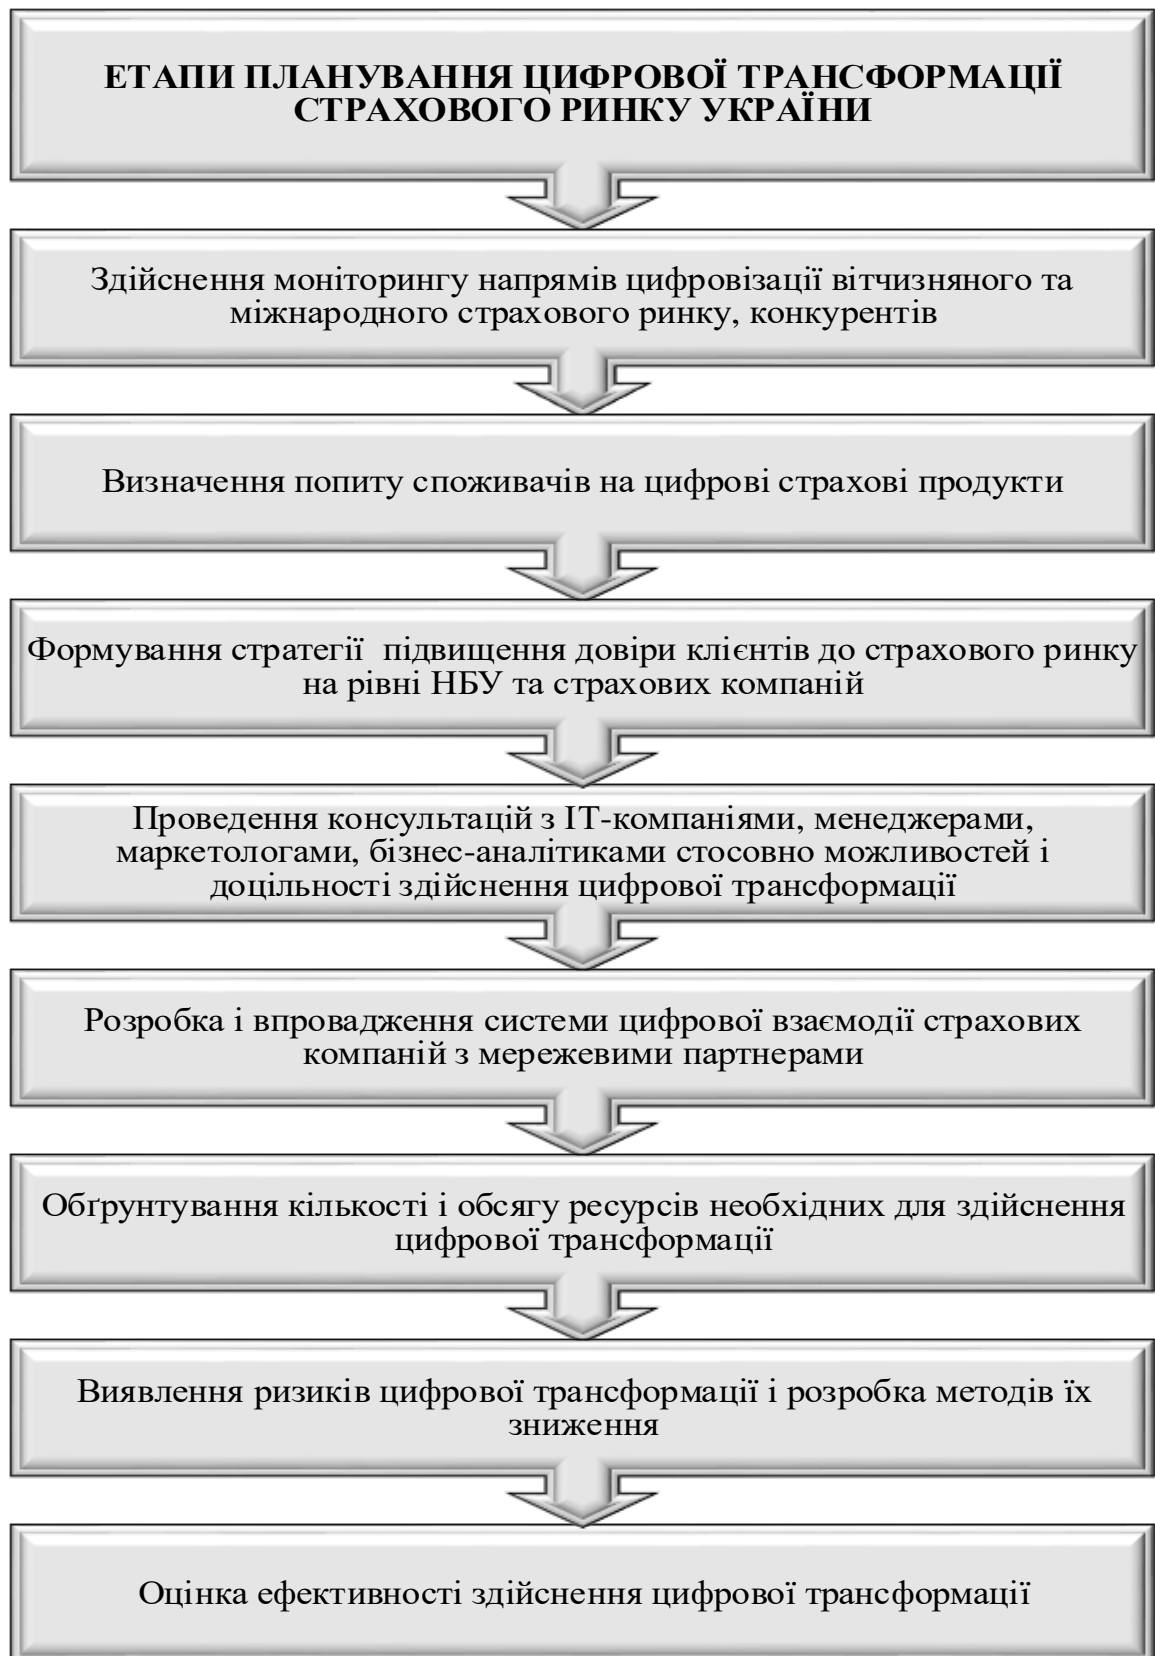 ЕТАПИ ПЛАНУВАННЯ ЦИФРОВОЇ ТРАНСФОРМАЦІЇ
СТРАХОВОГО РИНКУ УКРАЇНИ
Здійснення моніторингу напрямів цифровізації вітчизняного та
міжнародного страхового ринку, конкурентів
Визначення попиту споживачів на цифрові страхові продукти
Формування стратегії  підвищення довіри клієнтів до страхового ринку
на рівні НБУ та страхових компаній
Проведення консультацій з ІТ-компаніями, менеджерами,
маркетологами, бізнес-аналітиками стосовно можливостей і
доцільності здійснення цифрової трансформації
Розробка і впровадження системи цифрової взаємодії страхових
компаній з мережевими партнерами
Обґрунтування кількості і обсягу ресурсів необхідних для здійснення
цифрової трансформації
Виявлення ризиків цифрової трансформації і розробка методів їх
зниження
Оцінка ефективності здійснення цифрової трансформації